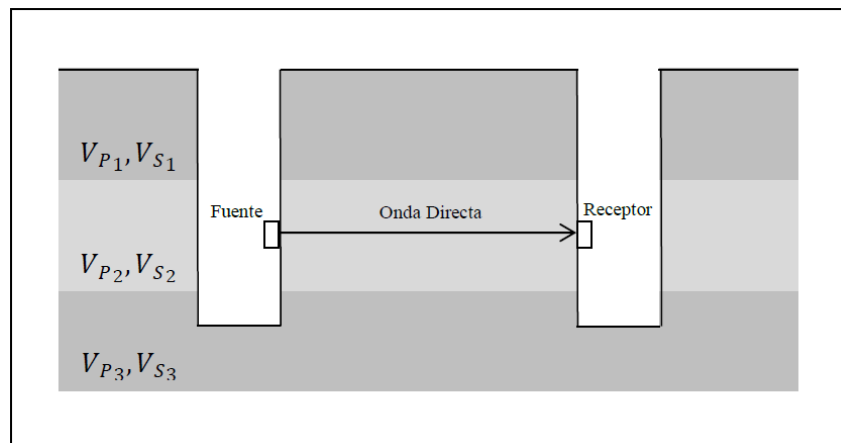 V_{P_1}, V_{S_1}
Fuente
Onda Directa
Receptor
V_{P_2}, V_{S_2}
V_{P_3}, V_{S_3}